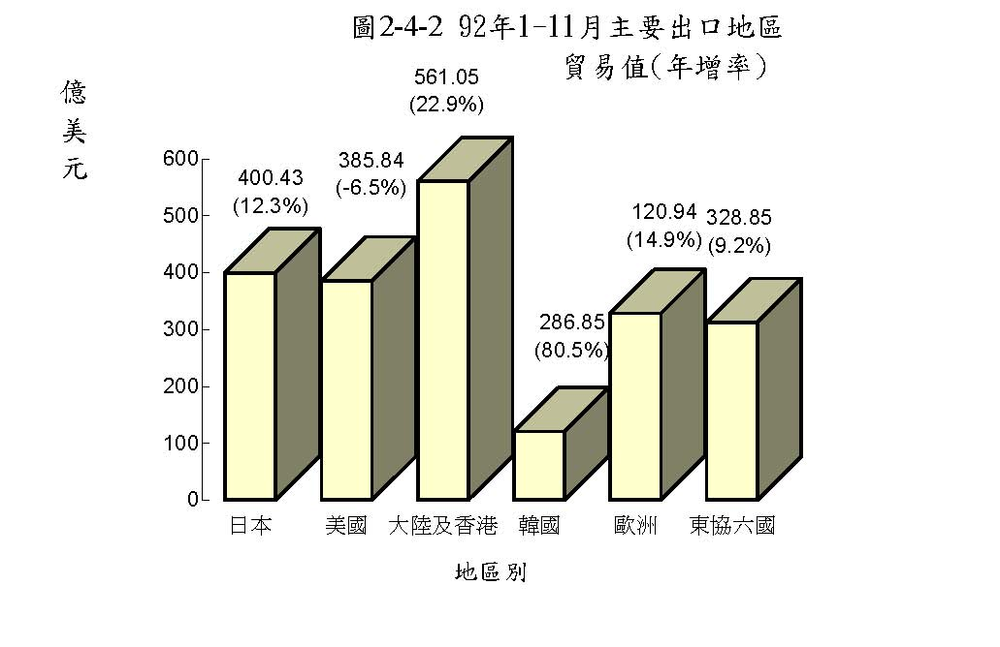 圖2-4-2 92年1-11月主要出口地區
貿易值(年增率)
億
美
元
561.05
(22.9%)
400.43
(12.3%)
385.84
(-6.5%)
286.85
(80.5%)
120.94
(14.9%)
328.85
(9.2%)
600
500
400
300
200
100
0
日本 美國 大陸及香港 韓國 歐洲 東協六國
地區別